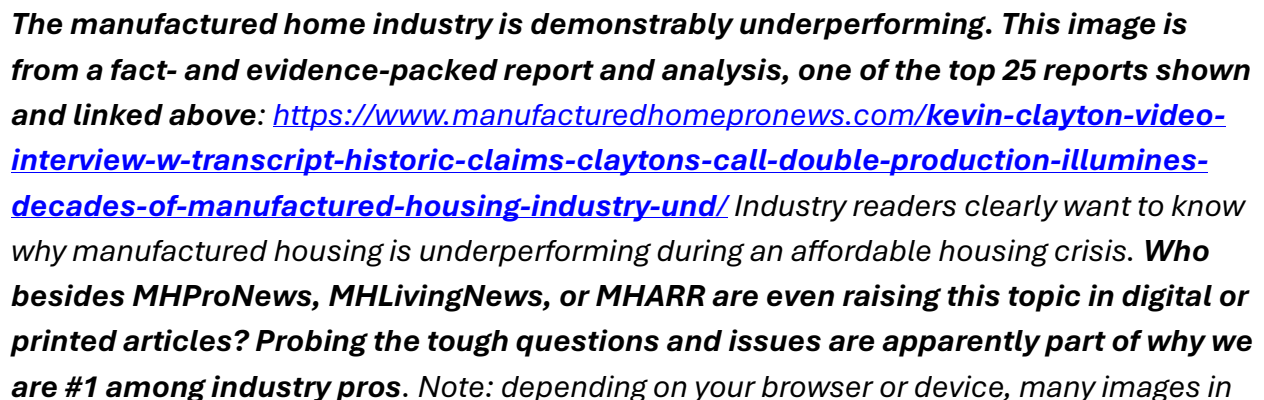 The manufactured home industry is demonstrably underperforming. This image is
from a fact- and evidence-packed report and analysis, one of the top 25 reports shown
and linked above: https://www.manufacturedhomepronews.com/kevin-clayton-video-
interview-w-transcript-historic-claims-claytons-call-double-production-illumines-
decades-of-manufactured-housing-industry-und/ Industry readers clearly want to know
why manufactured housing is underperforming during an affordable housing crisis. Who
besides MHProNews, MHLivingNews, or MHARR are even raising this topic in digital or
printed articles? Probing the tough questions and issues are apparently part of why we
are #1 among industry pros. Note: depending on your browser or device, many images in